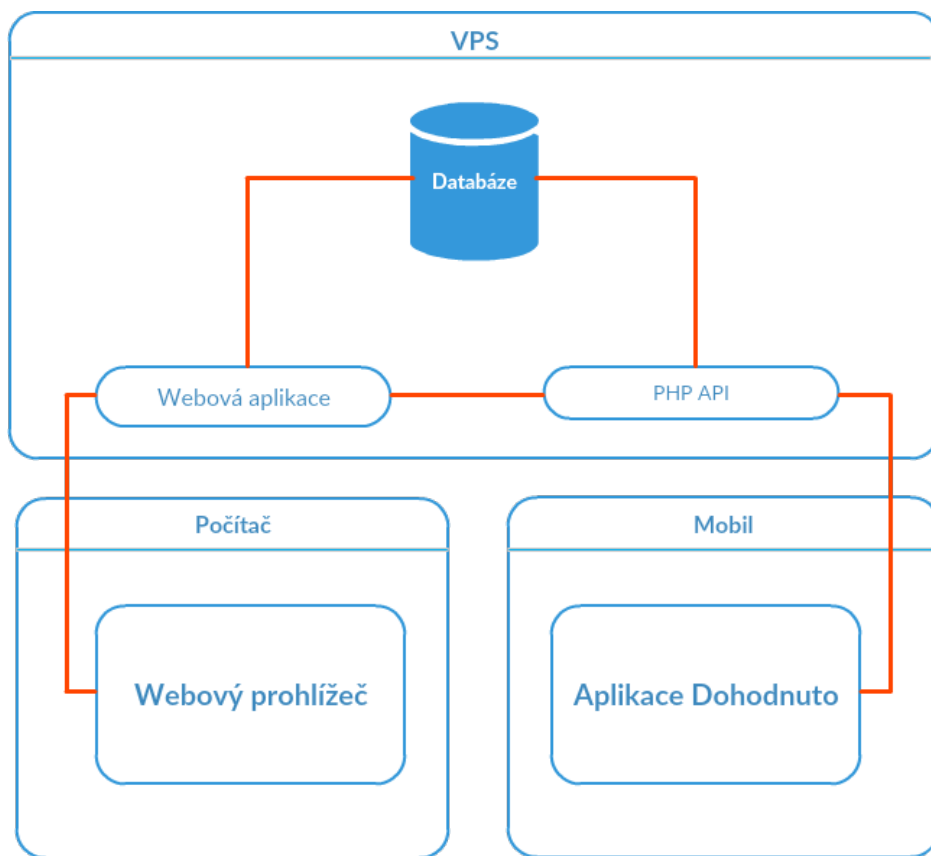 VPS
Databáze
Webová aplikace
PHP API
Počítač
Mobil
Webový prohlížeč
Aplikace Dohodnuto